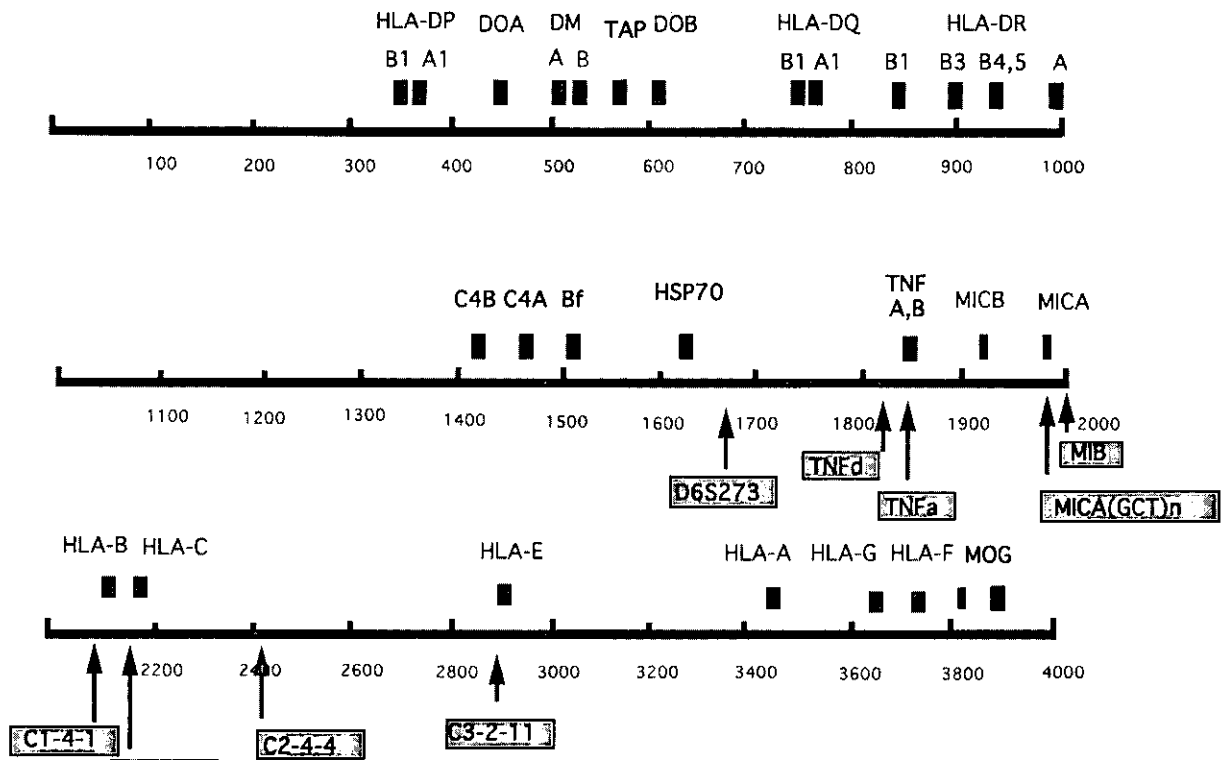 HLA-DP DOA DM TAP DOB HLA-DQ HLA-DR
B1 A1 A B B1 A1 B1 B3 B4,5 A
100 200 300 400 500 600 700 800 900 1000
C4B C4A Bf HSP70 TNF A,B MICB MICA
1100 1200 1300 1400 1500 1600 1700 1800 1900 2000
TNFd MIB
D6S273 TNFa MICA(GCT)n
HLA-B HLA-C HLA-E HLA-A HLA-G HLA-F MOG
2200 2400 2600 2800 3000 3200 3400 3600 3800 4000
CT-4-1 C2-4-4 C3-2-11